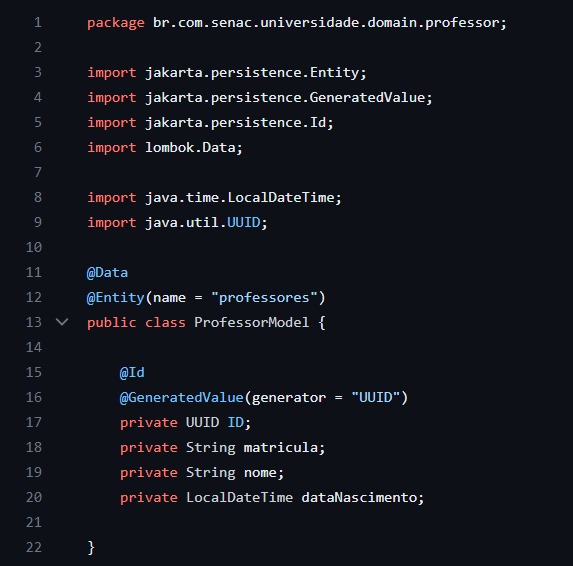 1 package br.com.senac.universidade.domain.professor;
2
3 import jakarta.persistence.Entity;
4 import jakarta.persistence.GeneratedValue;
5 import jakarta.persistence.Id;
6 import lombok.Data;
7
8 import java.time.LocalDateTime;
9 import java.util.UUID;
10
11 @Data
12 @Entity(name = "professores")
13 public class ProfessorModel {
14
15 @Id
16 @GeneratedValue(generator = "UUID")
17 private UUID ID;
18 private String matricula;
19 private String nome;
20 private LocalDateTime dataNascimento;
21
22 }